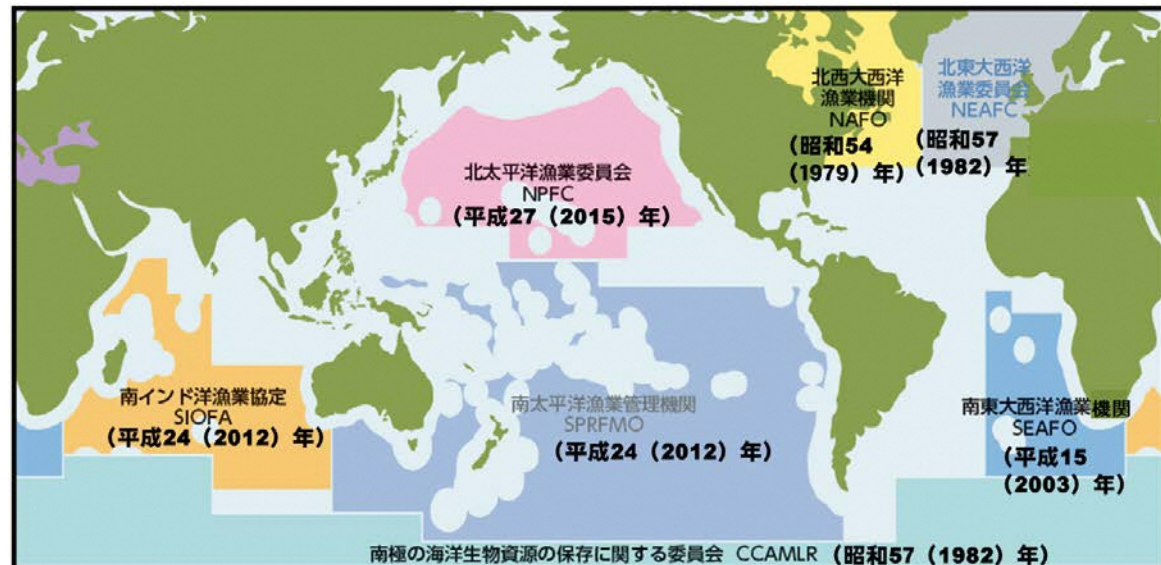 北西大西洋
漁業機関
NAFO
(昭和54
(1979)年)
北東大西洋
漁業委員会
NEAFC
(昭和57
(1982)年
北太平洋漁業委員会
NPFC
(平成27(2015)年)
南インド洋漁業協定
SIOFA
(平成24(2012)年)
南太平洋漁業管理機関
SPRFMO
(平成24(2012)年)
南東大西洋漁業機関
SEAFO
(平成15
(2003)年)
南極の海洋生物資源の保存に関する委員会 CCAMLR (昭和57(1982)年)